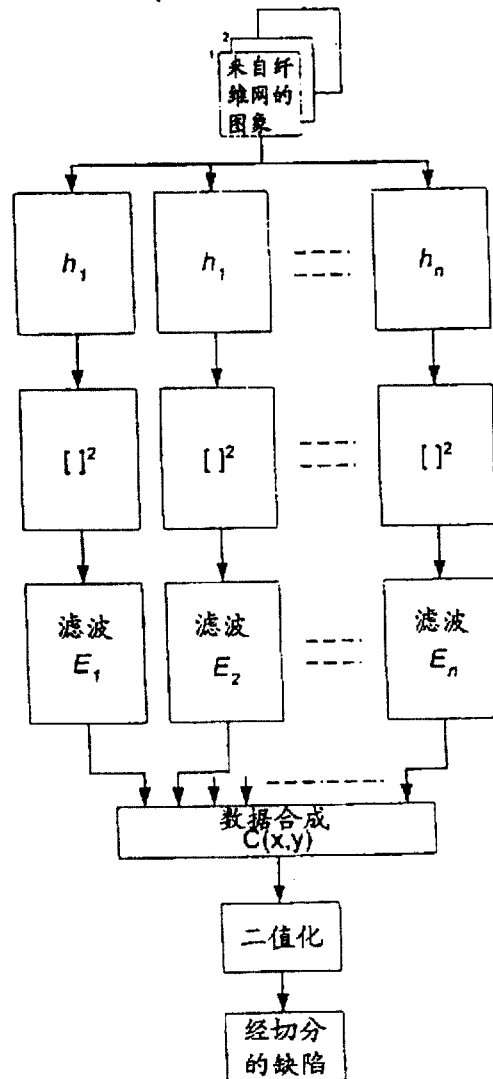 2
1
来自纤
维网的
图象
h₁
h₁
hₙ
[ ]²
[ ]²
[ ]²
滤波
E₁
滤波
E₂
滤波
Eₙ
数据合成
C(x,y)
二值化
经切分
的缺陷